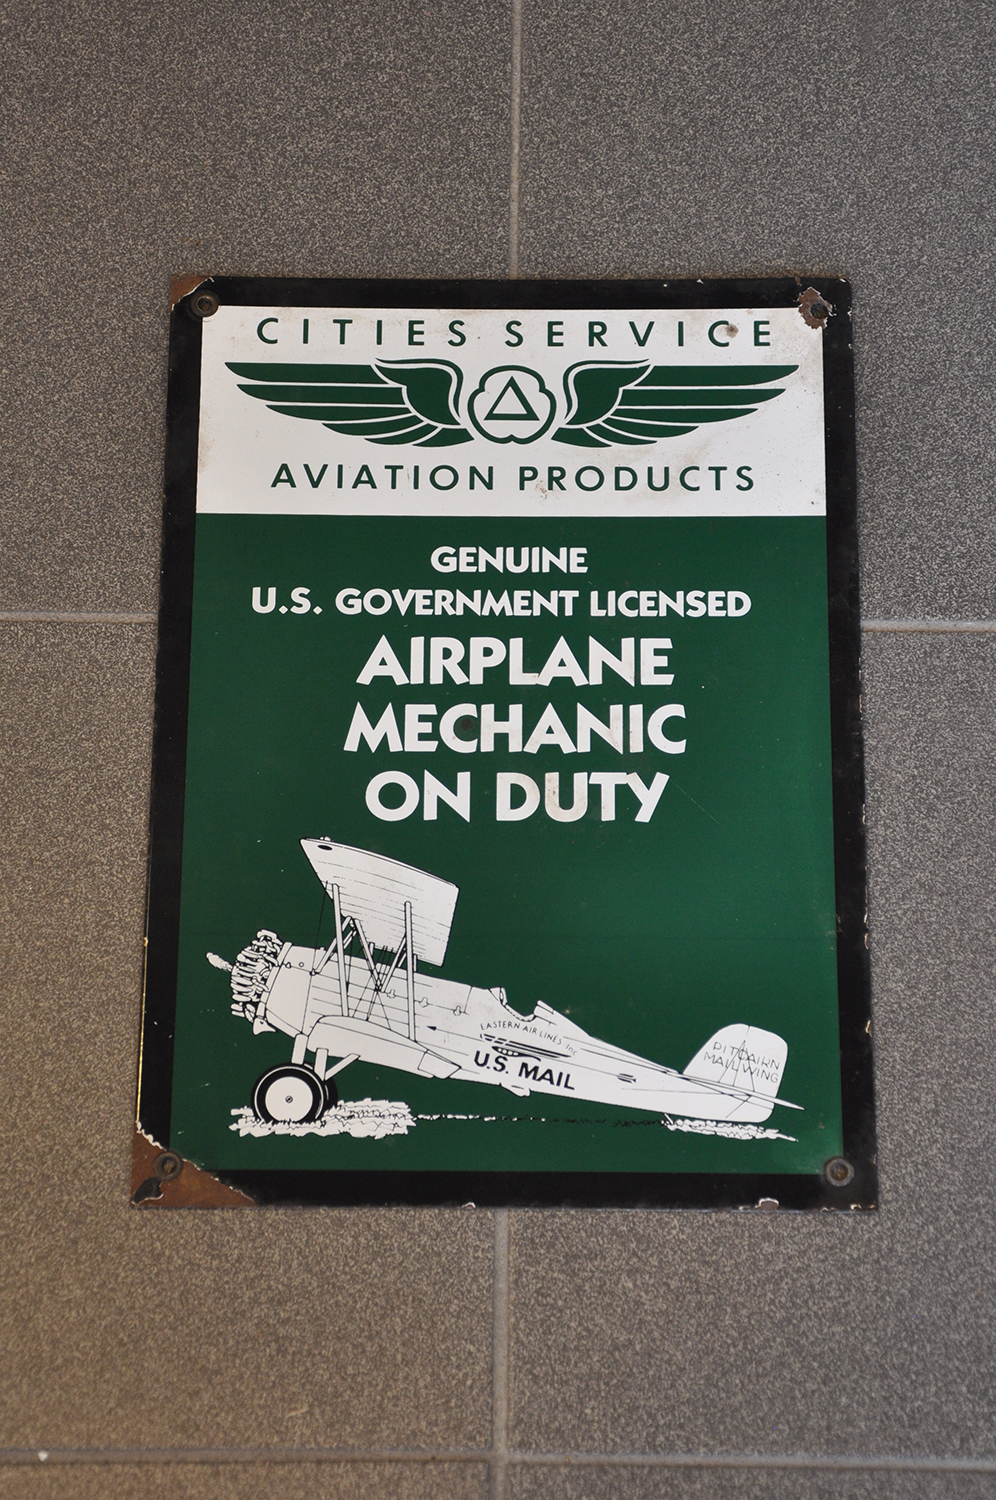 CITIES SERVICE
AVIATION PRODUCTS
GENUINE
U.S. GOVERNMENT LICENSED
AIRPLANE
MECHANIC
ON DUTY
EASTERN AIR LINES Inc
U.S. MAIL
PITCAIRN
MAILWING